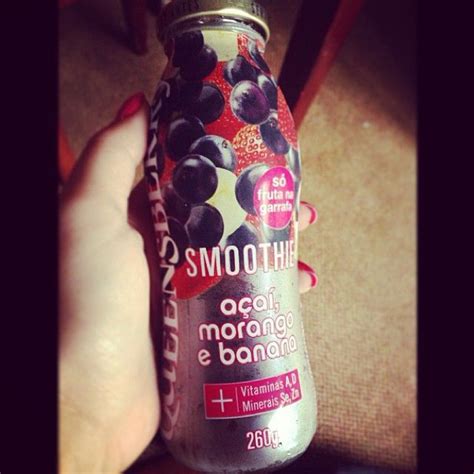 QUEENSBERRY
só
fruta na
garrafa
SMOOTHIE
açaí,
morango
e banana
+ Vitaminas A,D
Minerais Se, Zn
260g